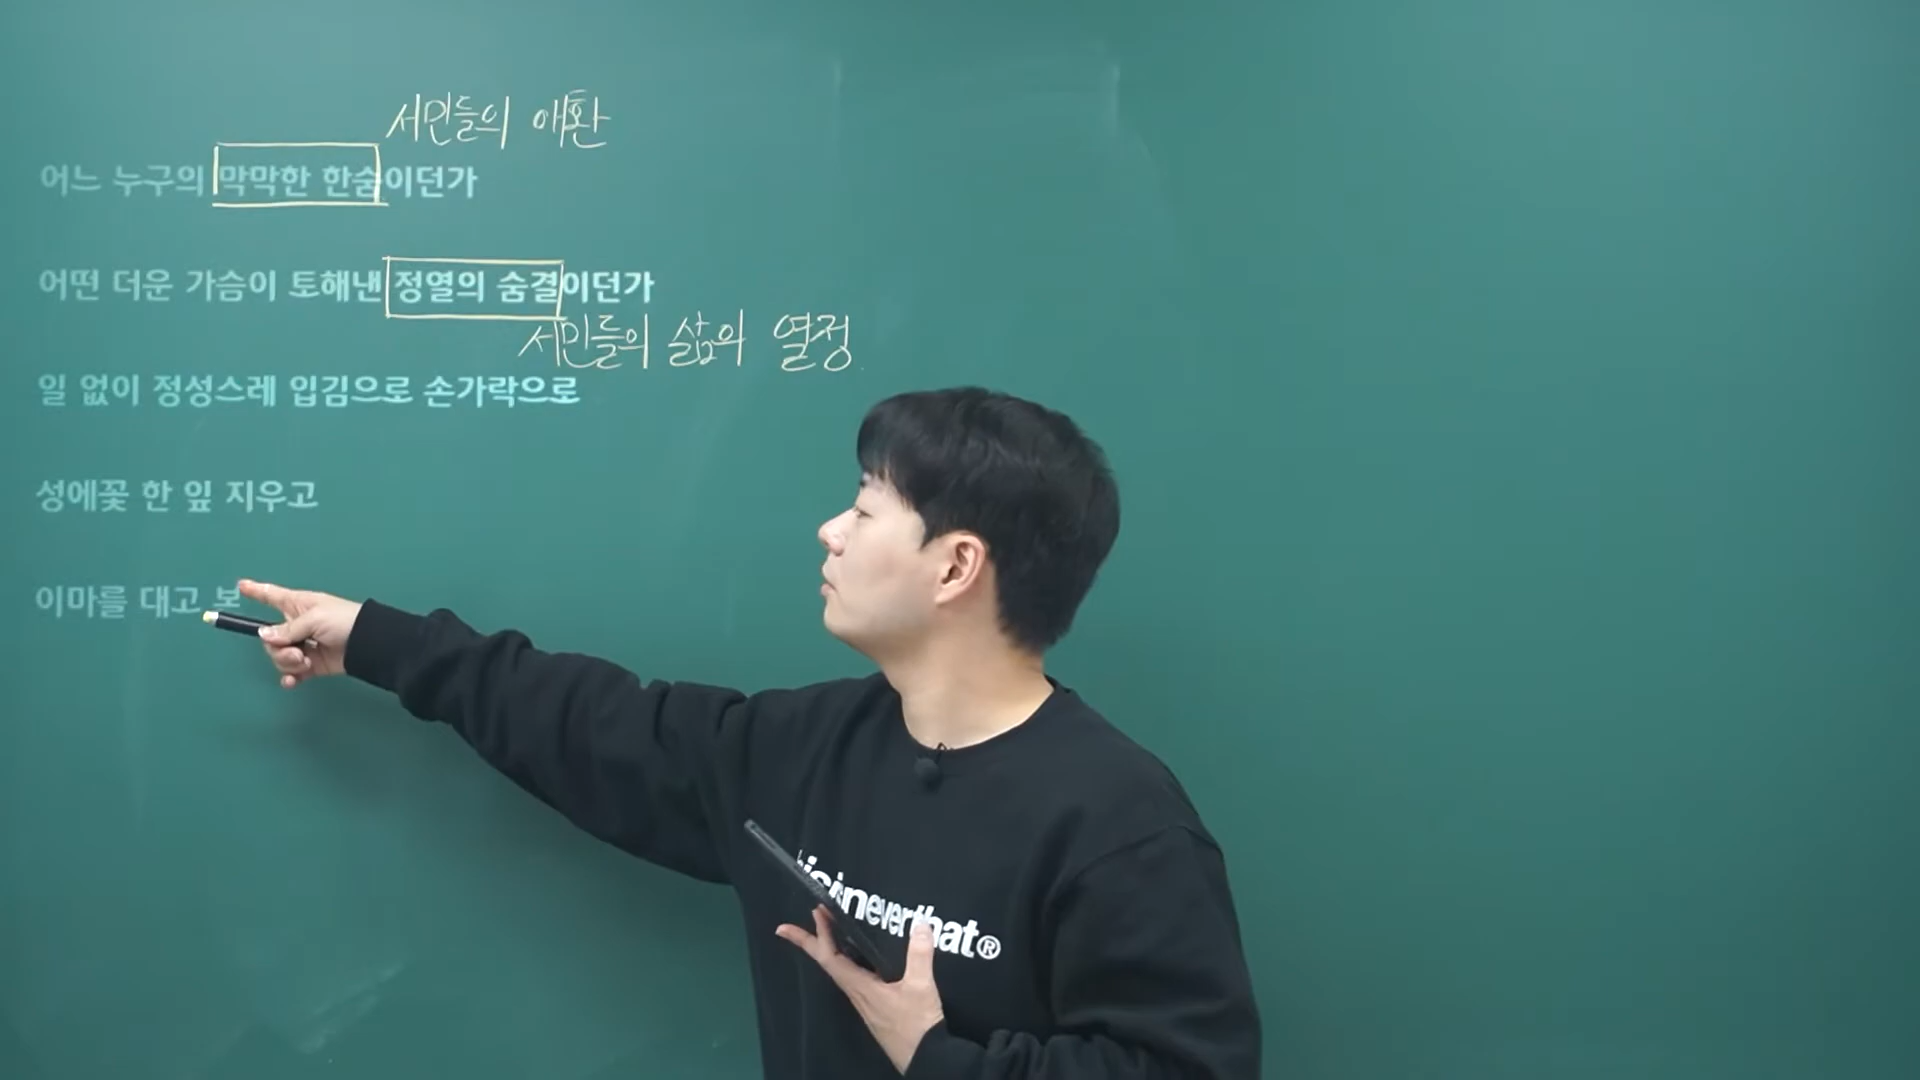 서민들의 애환
어느 누구의 막막한 한숨이던가
어떤 더운 가슴이 토해낸 정열의 숨결이던가
서민들의 삶의 열정
일 없이 정성스레 입김으로 손가락으로
성에꽃 한 잎 지우고
이마를 대고 보
isisneverthat®